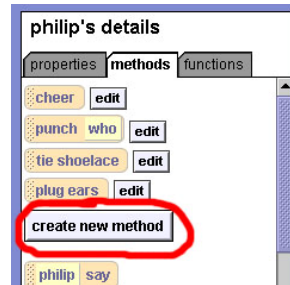 philip's details
properties methods functions
cheer edit
punch who edit
tie shoelace edit
plug ears edit
create new method
philip say